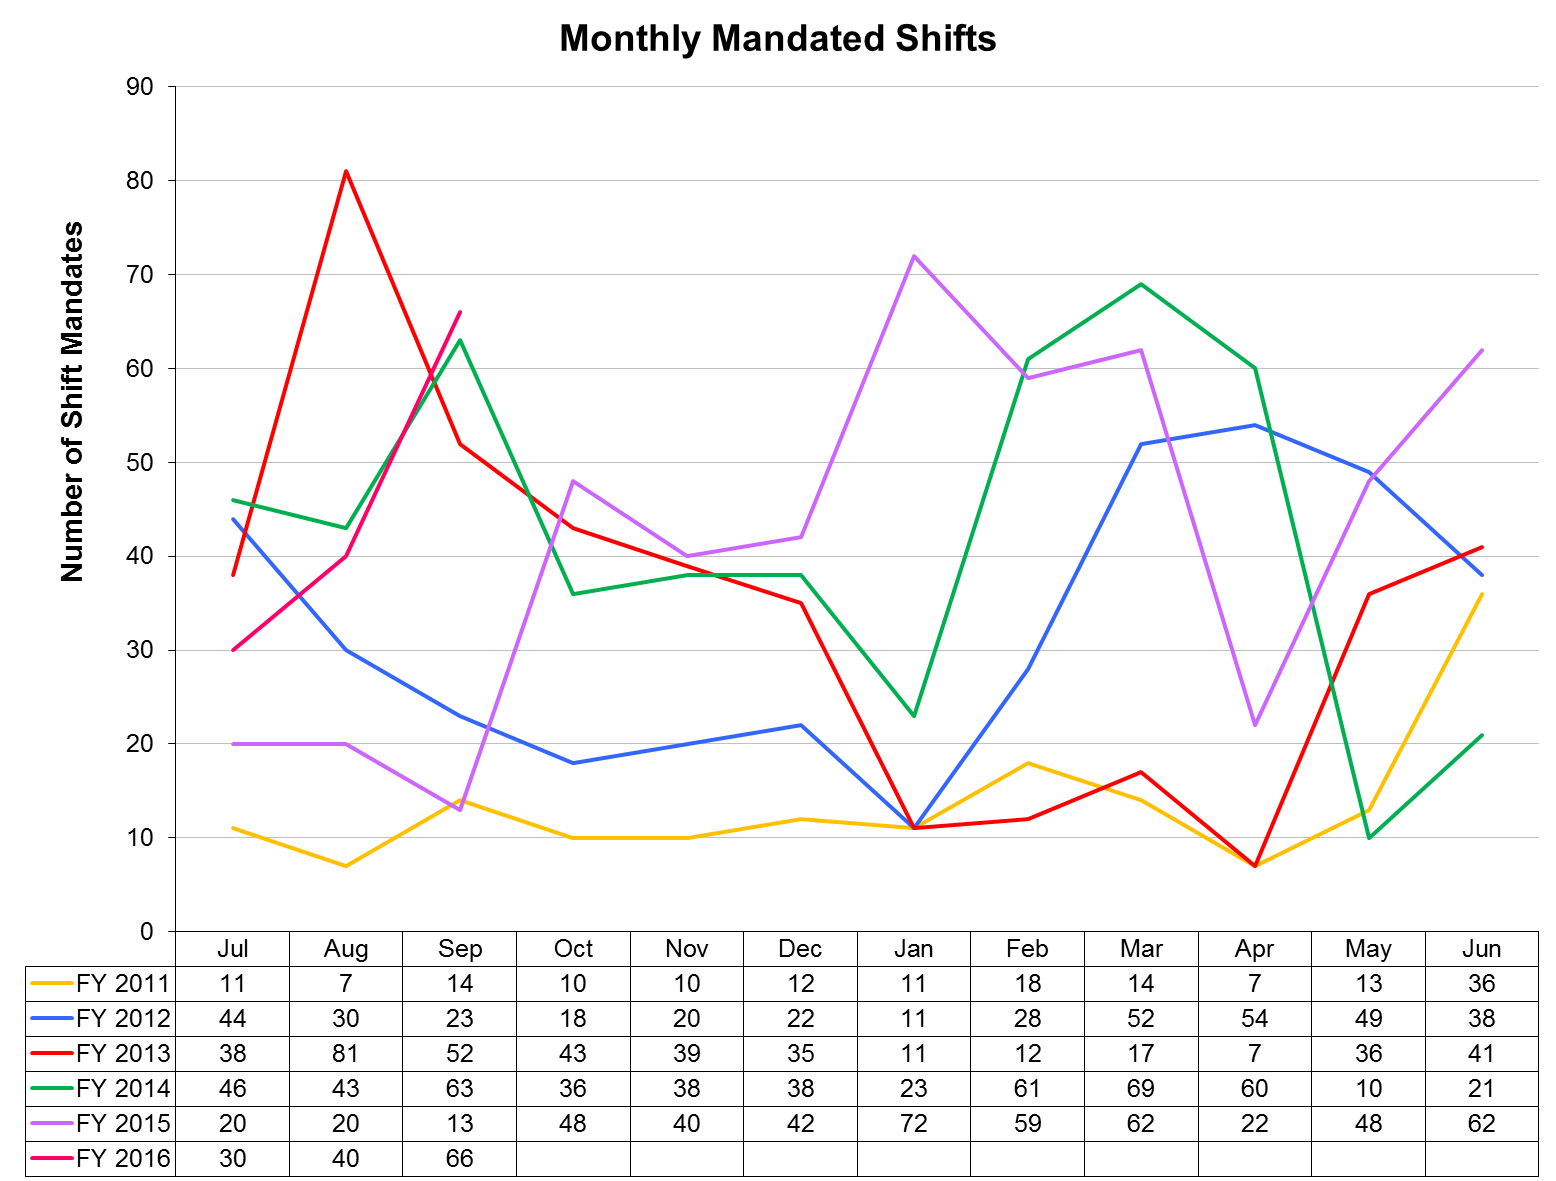 Monthly Mandated Shifts
Number of Shift Mandates
90
80
70
60
50
40
30
20
10
0
Jul Aug Sep Oct Nov Dec Jan Feb Mar Apr May Jun
FY 2011 11 7 14 10 10 12 11 18 14 7 13 36
FY 2012 44 30 23 18 20 22 11 28 52 54 49 38
FY 2013 38 81 52 43 39 35 11 12 17 7 36 41
FY 2014 46 43 63 36 38 38 23 61 69 60 10 21
FY 2015 20 20 13 48 40 42 72 59 62 22 48 62
FY 2016 30 40 66